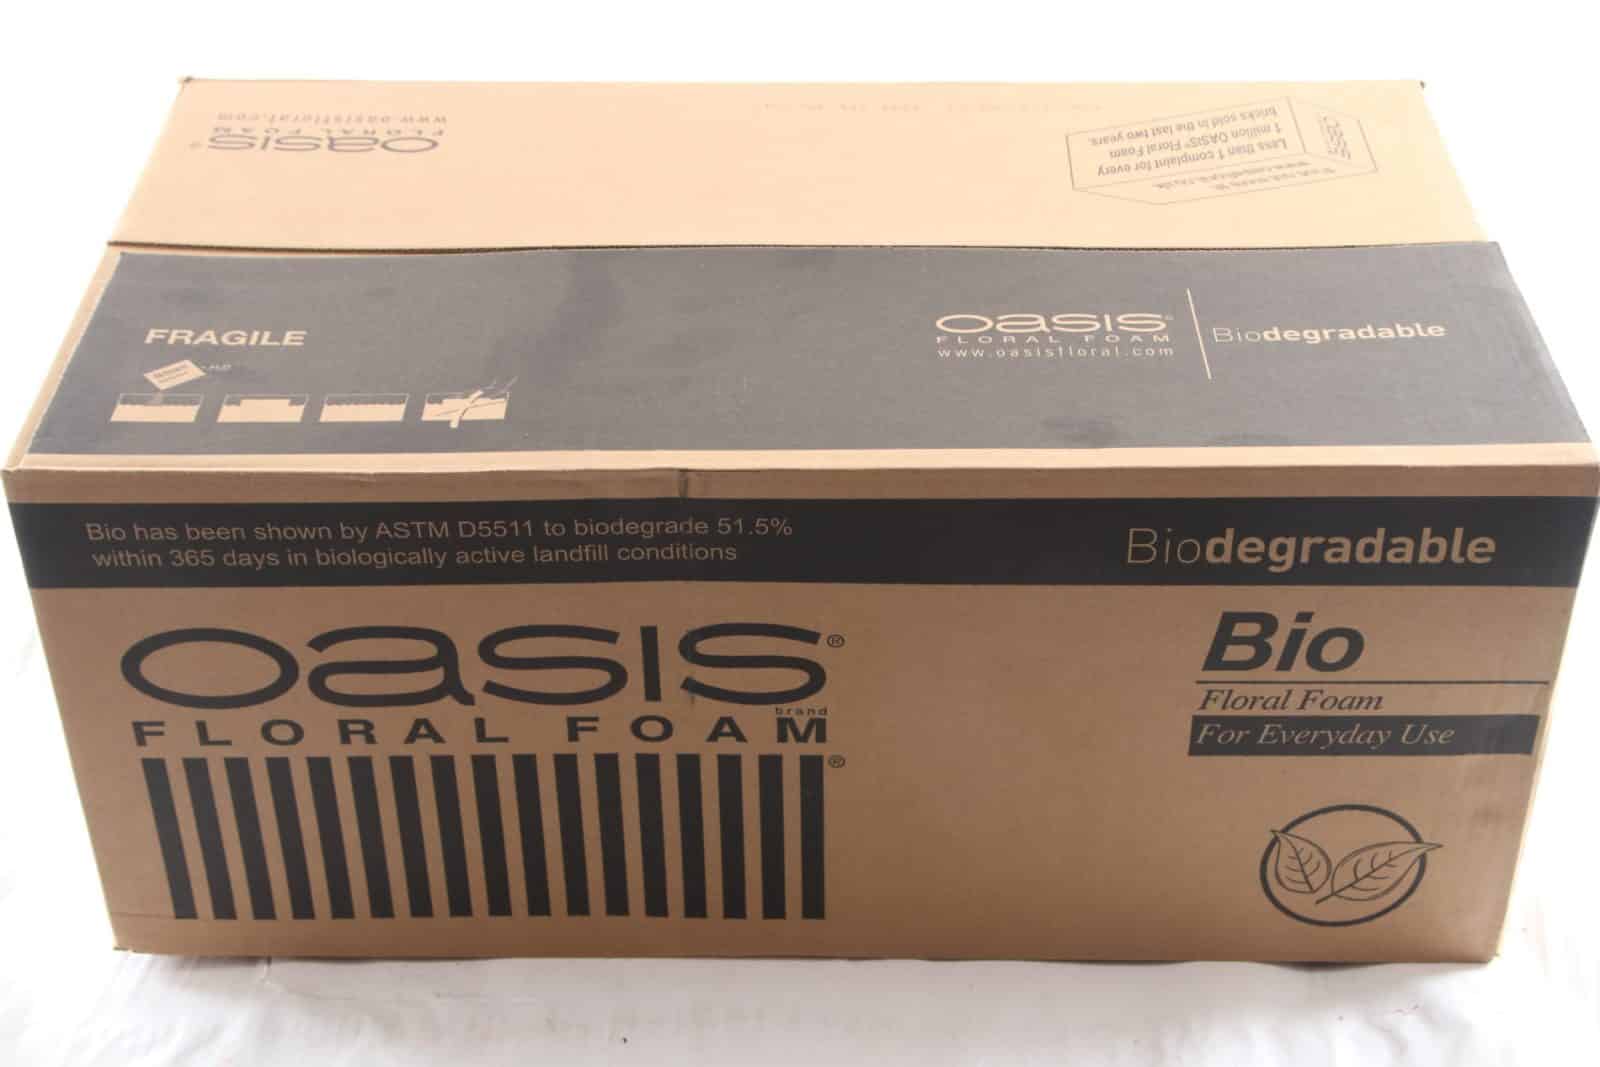 www.oasisfloral.com
FLORAL FOAM
oasis®
Less than 1 complaint for every
1 million OASIS® Floral Foam
bricks sold in the last two years.
oasis
FRAGILE
oasis®
FLORAL FOAM
www.oasisfloral.com
Biodegradable
Bio has been shown by ASTM D5511 to biodegrade 51.5%
within 365 days in biologically active landfill conditions
Biodegradable
oasis®
brand
FLORAL FOAM
®
Bio
Floral Foam
For Everyday Use